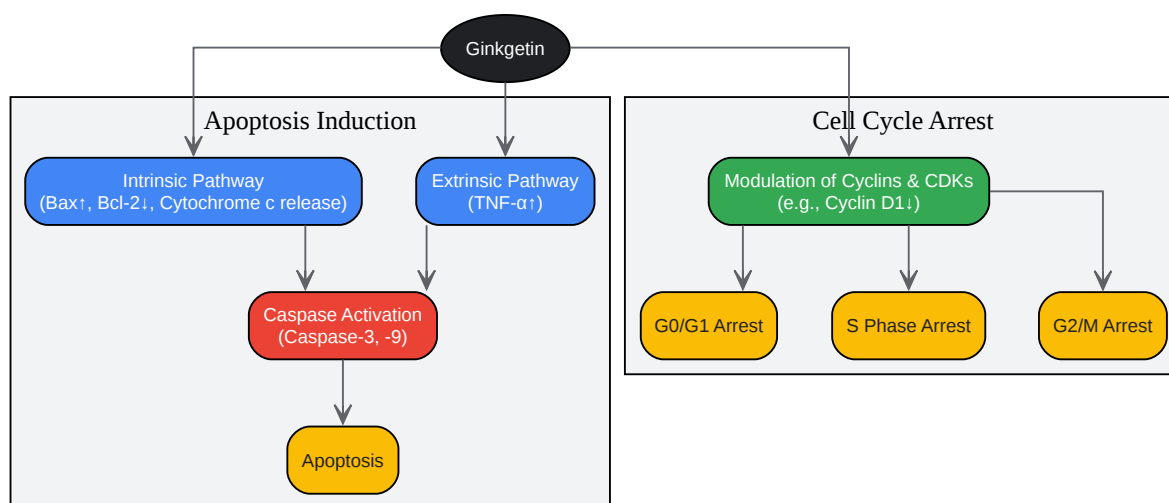 Ginkgetin
Apoptosis Induction
Cell Cycle Arrest
Intrinsic Pathway
(Bax↑, Bcl-2↓, Cytochrome c release)
Extrinsic Pathway
(TNF-α↑)
Modulation of Cyclins & CDKs
(e.g., Cyclin D1↓)
Caspase Activation
(Caspase-3, -9)
G0/G1 Arrest
S Phase Arrest
G2/M Arrest
Apoptosis